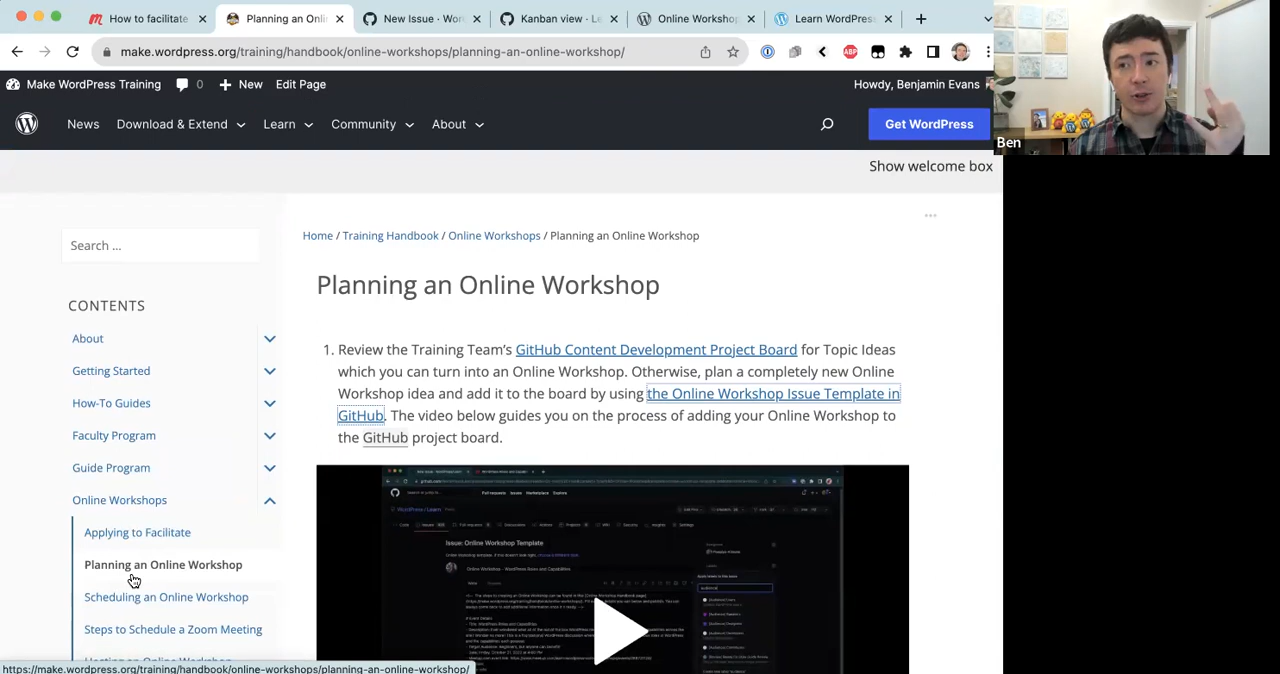 How to facilitate
Planning an Onli
New Issue · Wor
Kanban view · Le
Online Workshop
Learn WordPress
make.wordpress.org/training/handbook/online-workshops/planning-an-online-workshop/
ABP
Make WordPress Training
0
New
Edit Page
Howdy, Benjamin Evans
News
Download & Extend
Learn
Community
About
Get WordPress
Ben
Show welcome box
Search ...
Home / Training Handbook / Online Workshops / Planning an Online Workshop
Planning an Online Workshop
CONTENTS
About
Getting Started
How-To Guides
Faculty Program
Guide Program
Online Workshops
Applying to Facilitate
Planning an Online Workshop
Scheduling an Online Workshop
Steps to Schedule a Zoom Meeting
Hosting an Online Workshop
1. Review the Training Team's GitHub Content Development Project Board for Topic Ideas
which you can turn into an Online Workshop. Otherwise, plan a completely new Online
Workshop idea and add it to the board by using the Online Workshop Issue Template in
GitHub. The video below guides you on the process of adding your Online Workshop to
the GitHub project board.
Issue: Online Workshop Template
https://make.wordpress.org/training/handbook/online-workshops/planning-an-online-workshop/